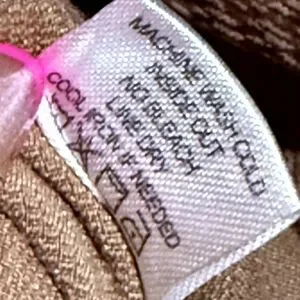 MACHINE WASH COLD
INSIDE OUT
NO BLEACH
LINE DRY
COOL IRON IF NEEDED